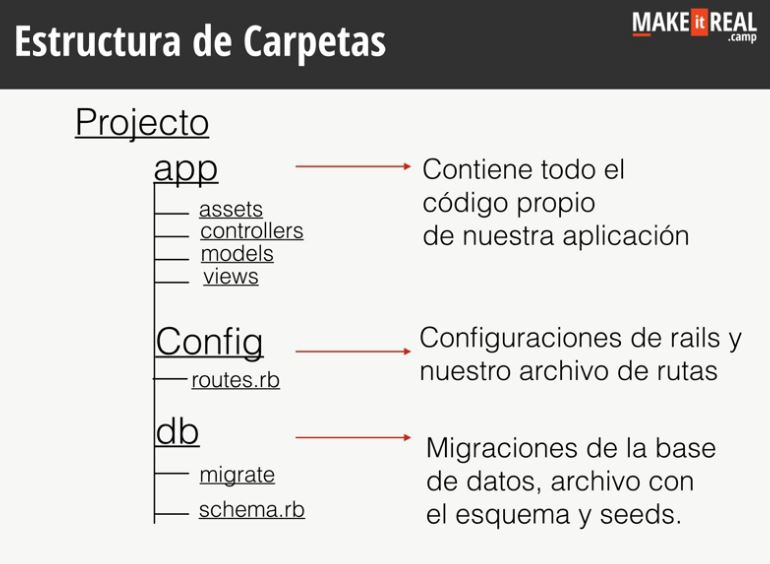 Estructura de Carpetas
MAKE it REAL
.camp
Projecto
app
Contiene todo el
código propio
de nuestra aplicación
assets
controllers
models
views
Config
Configuraciones de rails y
nuestro archivo de rutas
routes.rb
db
Migraciones de la base
de datos, archivo con
el esquema y seeds.
migrate
schema.rb